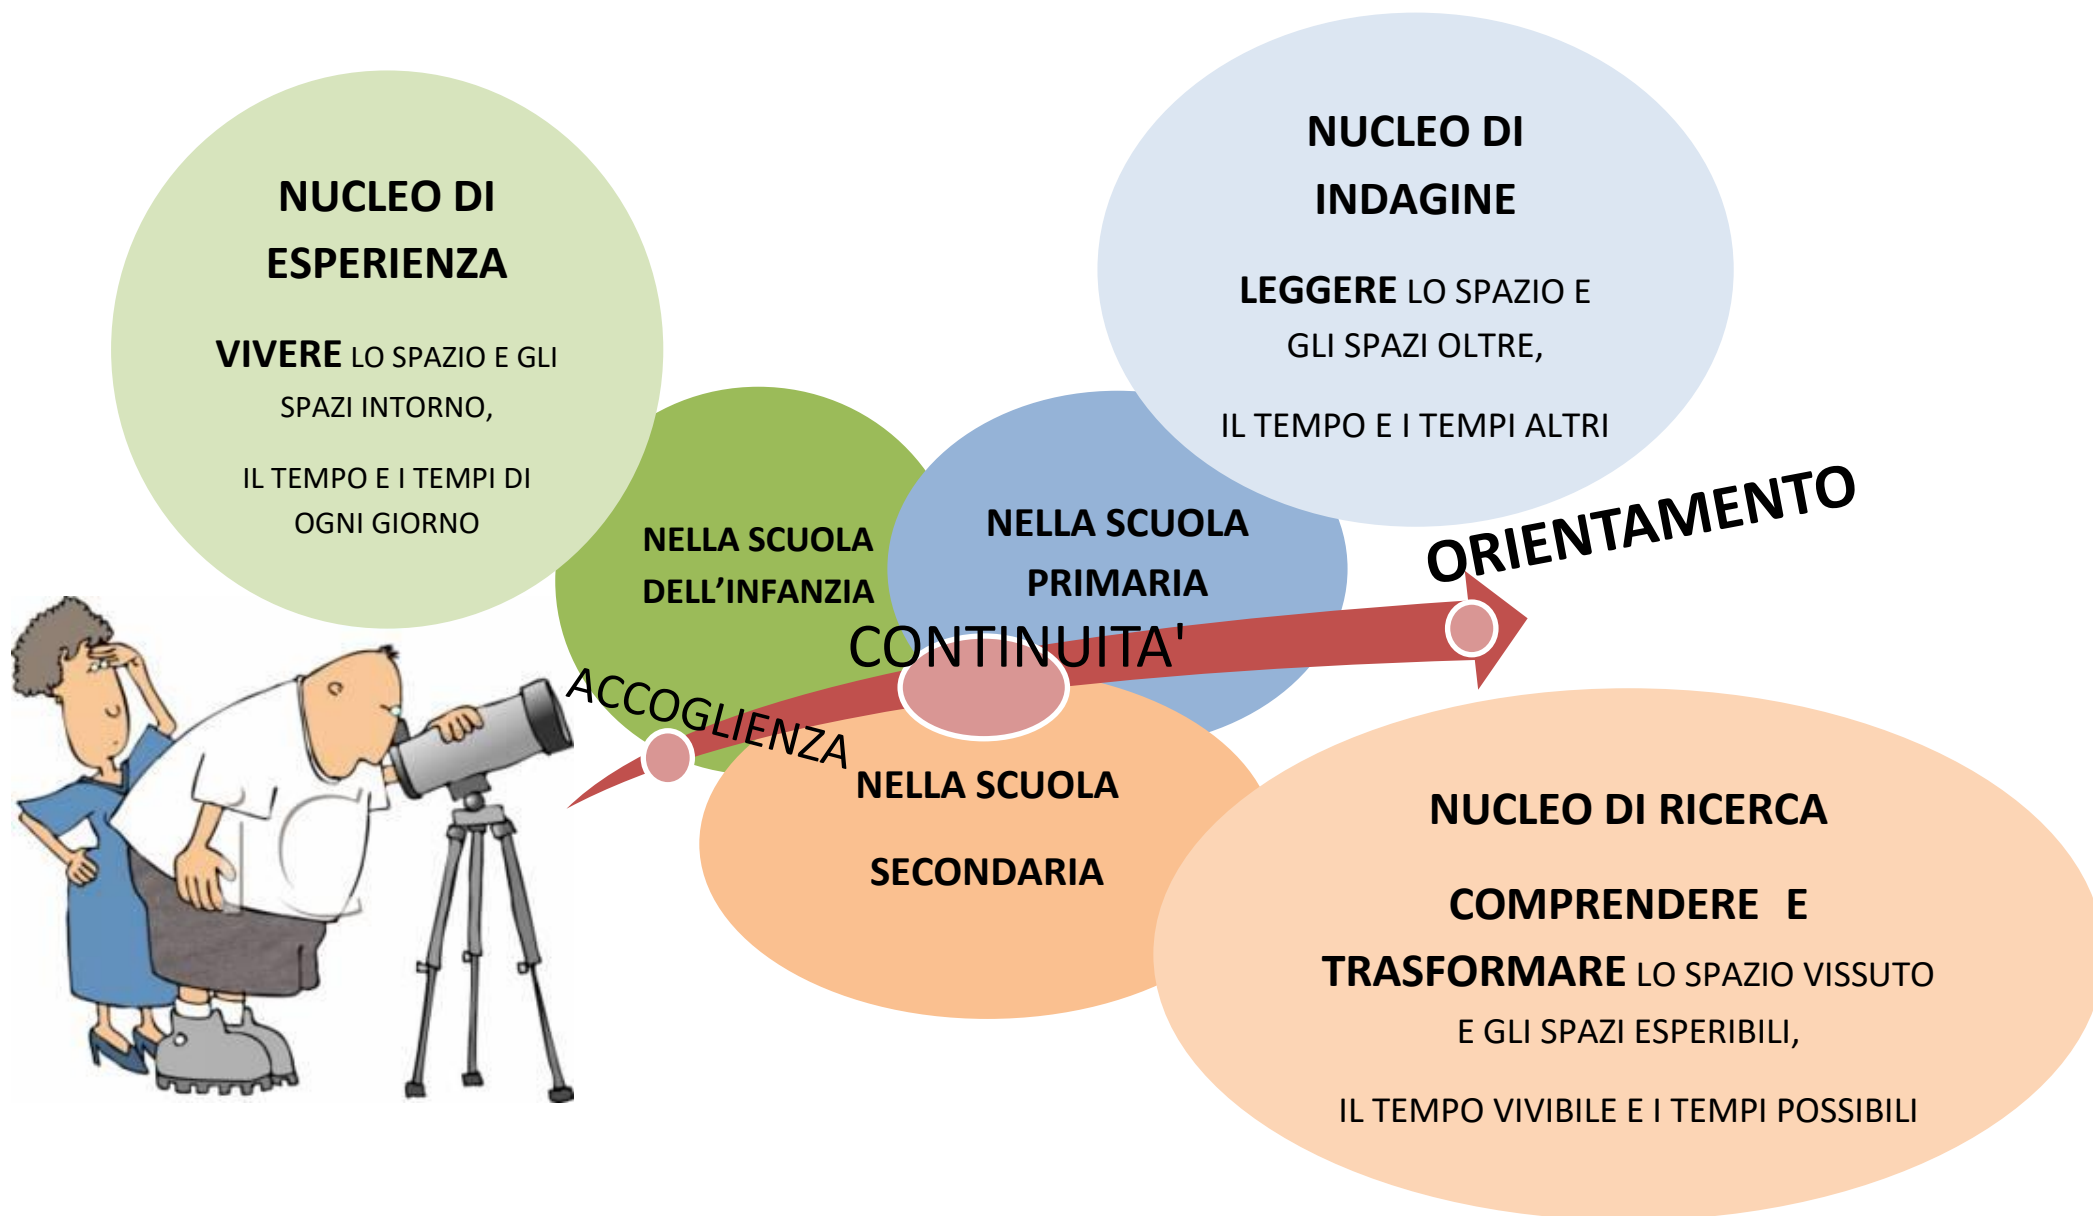 NUCLEO DI
ESPERIENZA
VIVERE LO SPAZIO E GLI
SPAZI INTORNO,
IL TEMPO E I TEMPI DI
OGNI GIORNO
NUCLEO DI
INDAGINE
LEGGERE LO SPAZIO E
GLI SPAZI OLTRE,
IL TEMPO E I TEMPI ALTRI
NELLA SCUOLA
DELL’INFANZIA
NELLA SCUOLA
PRIMARIA
ORIENTAMENTO
CONTINUITA'
ACCOGLIENZA
NELLA SCUOLA
SECONDARIA
NUCLEO DI RICERCA
COMPRENDERE E
TRASFORMARE LO SPAZIO VISSUTO
E GLI SPAZI ESPERIBILI,
IL TEMPO VIVIBILE E I TEMPI POSSIBILI